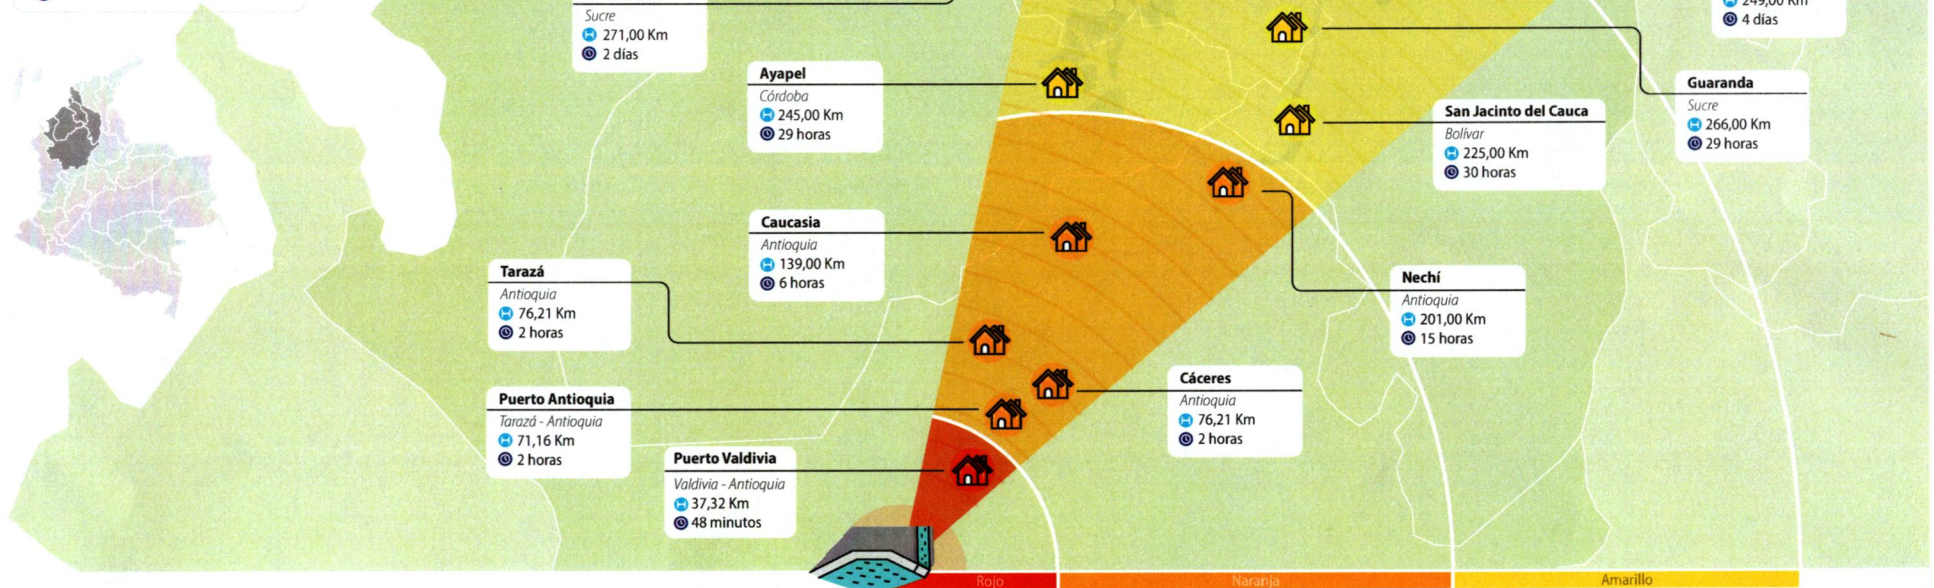 Sucre
271,00 Km
2 días
249,00 Km
4 días
Ayapel
Córdoba
245,00 Km
29 horas
Guaranda
Sucre
266,00 Km
29 horas
San Jacinto del Cauca
Bolívar
225,00 Km
30 horas
Caucasia
Antioquia
139,00 Km
6 horas
Tarazá
Antioquia
76,21 Km
2 horas
Nechí
Antioquia
201,00 Km
15 horas
Puerto Antioquia
Tarazá - Antioquia
71,16 Km
2 horas
Cáceres
Antioquia
76,21 Km
2 horas
Puerto Valdivia
Valdivia - Antioquia
37,32 Km
48 minutos
Rojo
Naranja
Amarillo